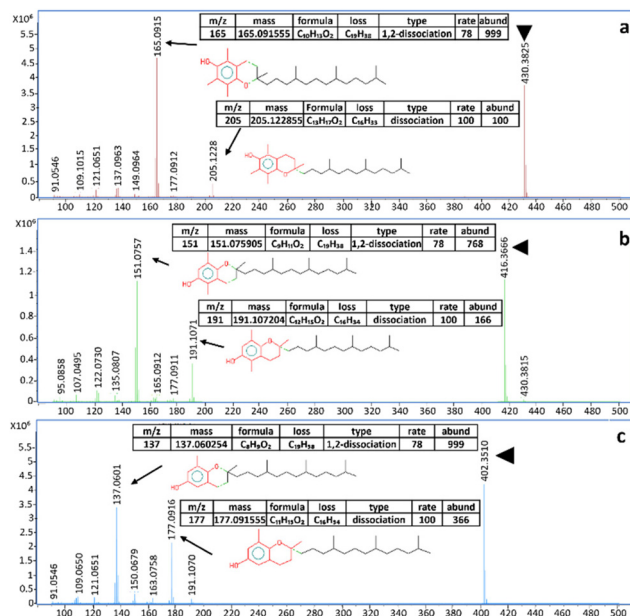 x10⁶ a
m/z mass formula loss type rate abund
165 165.091555 C₁₀H₁₃O₂ C₁₉H₃₈ 1,2-dissociation 78 999
165.0915
430.3825
5.5
5
4.5
4
3.5
3
2.5
2
1.5
1
0.5
0
HO
O
m/z mass Formula loss type rate abund
205 205.122855 C₁₃H₁₇O₂ C₁₆H₃₃ dissociation 100 100
HO
O
91.0546
109.1015
121.0651
137.0963
149.0964
177.0912
205.1228
100 120 140 160 180 200 220 240 260 280 300 320 340 360 380 400 420 440 460 480 500
x10⁶ b
m/z mass formula loss type rate abund
151 151.075905 C₉H₁₁O₂ C₁₉H₃₈ 1,2-dissociation 78 768
151.0757
416.3666
1.6
1.4
1.2
1
0.8
0.6
0.4
0.2
0
HO
O
m/z mass formula loss type rate abund
191 191.107204 C₁₂H₁₅O₂ C₁₆H₃₄ dissociation 100 166
HO
O
95.0858
107.0495
122.0730
135.0807
165.0912
177.0911
191.1071
430.3815
100 120 140 160 180 200 220 240 260 280 300 320 340 360 380 400 420 440 460 480 500
x10⁶ c
m/z mass formula loss type rate abund
137 137.060254 C₈H₉O₂ C₁₉H₃₈ 1,2-dissociation 78 999
137.0601
402.3510
5
4.5
4
3.5
3
2.5
2
1.5
1
0.5
0
HO
O
m/z mass formula loss type rate abund
177 177.091555 C₁₁H₁₃O₂ C₁₆H₃₄ dissociation 100 366
HO
O
91.0546
109.0650
121.0651
150.0679
163.0758
177.0916
191.1070
100 120 140 160 180 200 220 240 260 280 300 320 340 360 380 400 420 440 460 480 500